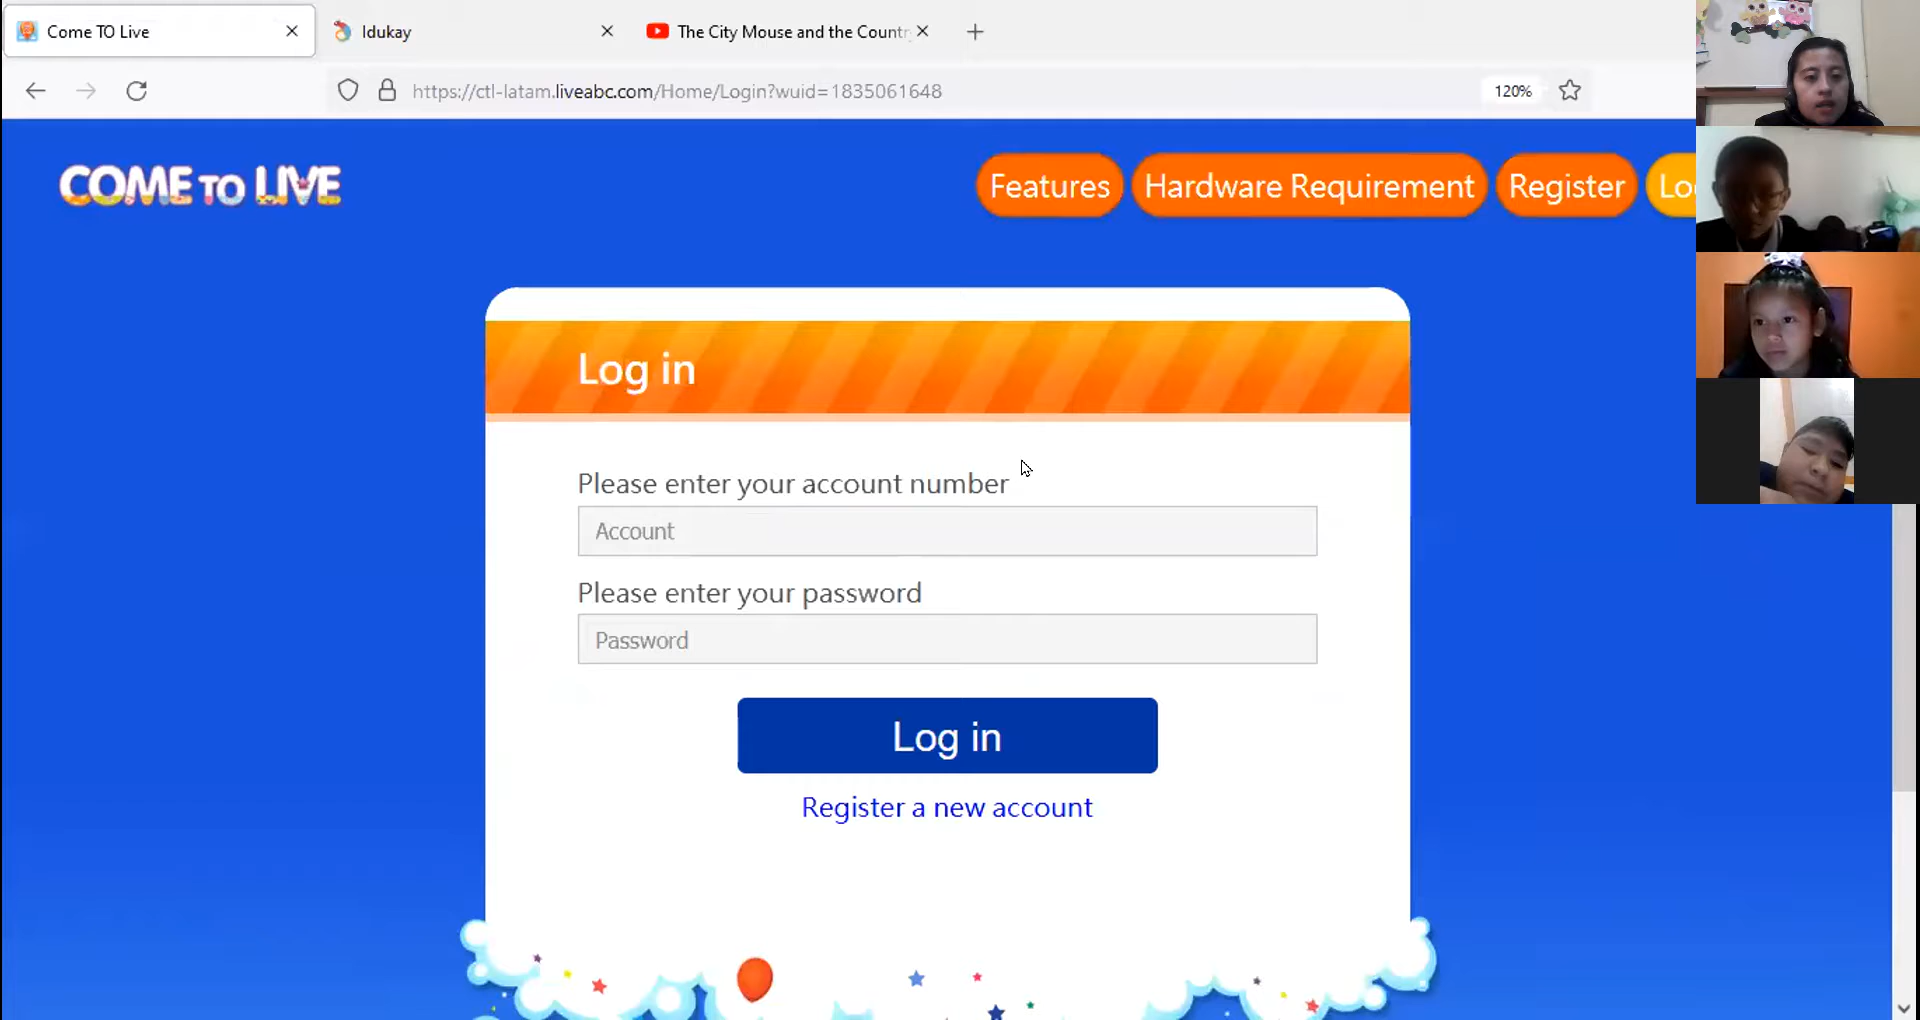 Come TO Live
Idukay
The City Mouse and the Countr
https://ctl-latam.liveabc.com/Home/Login?wuid=1835061648
120%
COME TO LIVE
Features
Hardware Requirement
Register
Lo
Log in
Please enter your account number
Account
Please enter your password
Password
Log in
Register a new account